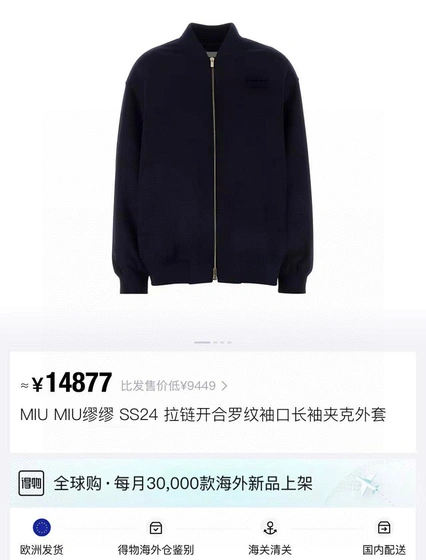 ≈¥14877 比发售价低¥9449 >
MIU MIU缪缪 SS24 拉链开合罗纹袖口长袖夹克外套
得物 全球购·每月30,000款海外新品上架
欧洲发货 得物海外仓鉴别 海关清关 国内配送